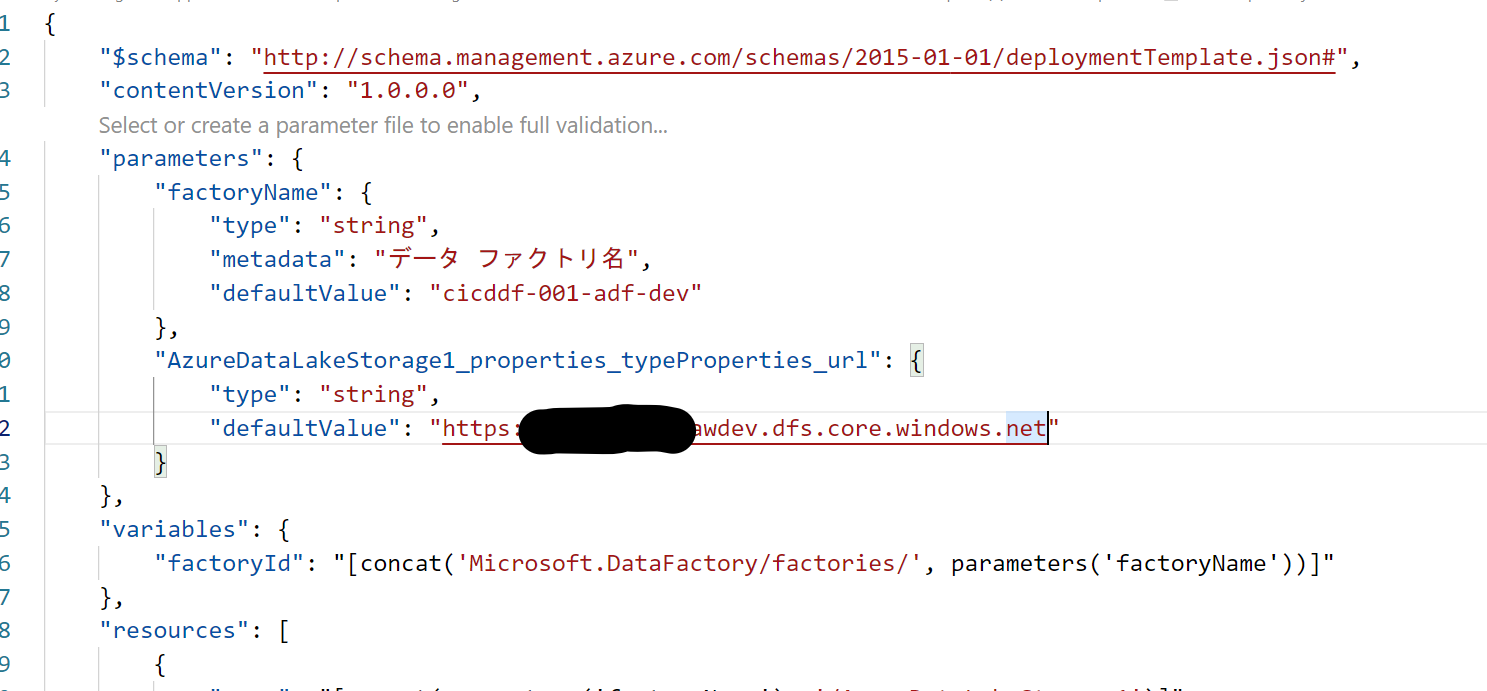 1 {
2 "$schema": "http://schema.management.azure.com/schemas/2015-01-01/deploymentTemplate.json#",
3 "contentVersion": "1.0.0.0",
Select or create a parameter file to enable full validation...
4 "parameters": {
5 "factoryName": {
6 "type": "string",
7 "metadata": "データ ファクトリ名",
8 "defaultValue": "cicddf-001-adf-dev"
9 },
0 "AzureDataLakeStorage1_properties_typeProperties_url": {
1 "type": "string",
2 "defaultValue": "https: awdev.dfs.core.windows.net"
3 }
4 },
5 "variables": {
6 "factoryId": "[concat('Microsoft.DataFactory/factories/', parameters('factoryName'))]"
7 },
8 "resources": [
9 {